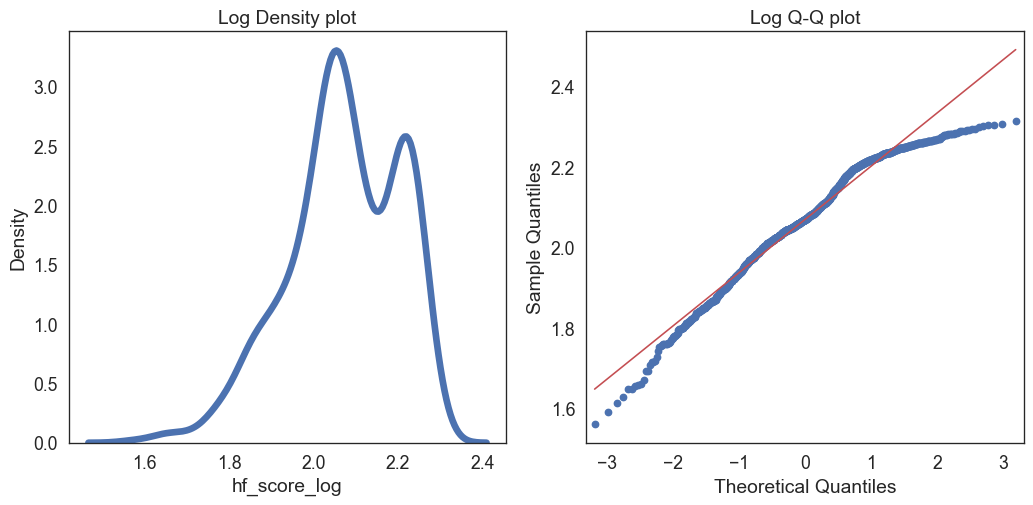 Log Density plot
3.0
2.5
2.0
1.5
1.0
0.5
0.0
Density
1.6 1.8 2.0 2.2 2.4
hf_score_log
Log Q-Q plot
2.4
2.2
2.0
1.8
1.6
Sample Quantiles
−3 −2 −1 0 1 2 3
Theoretical Quantiles